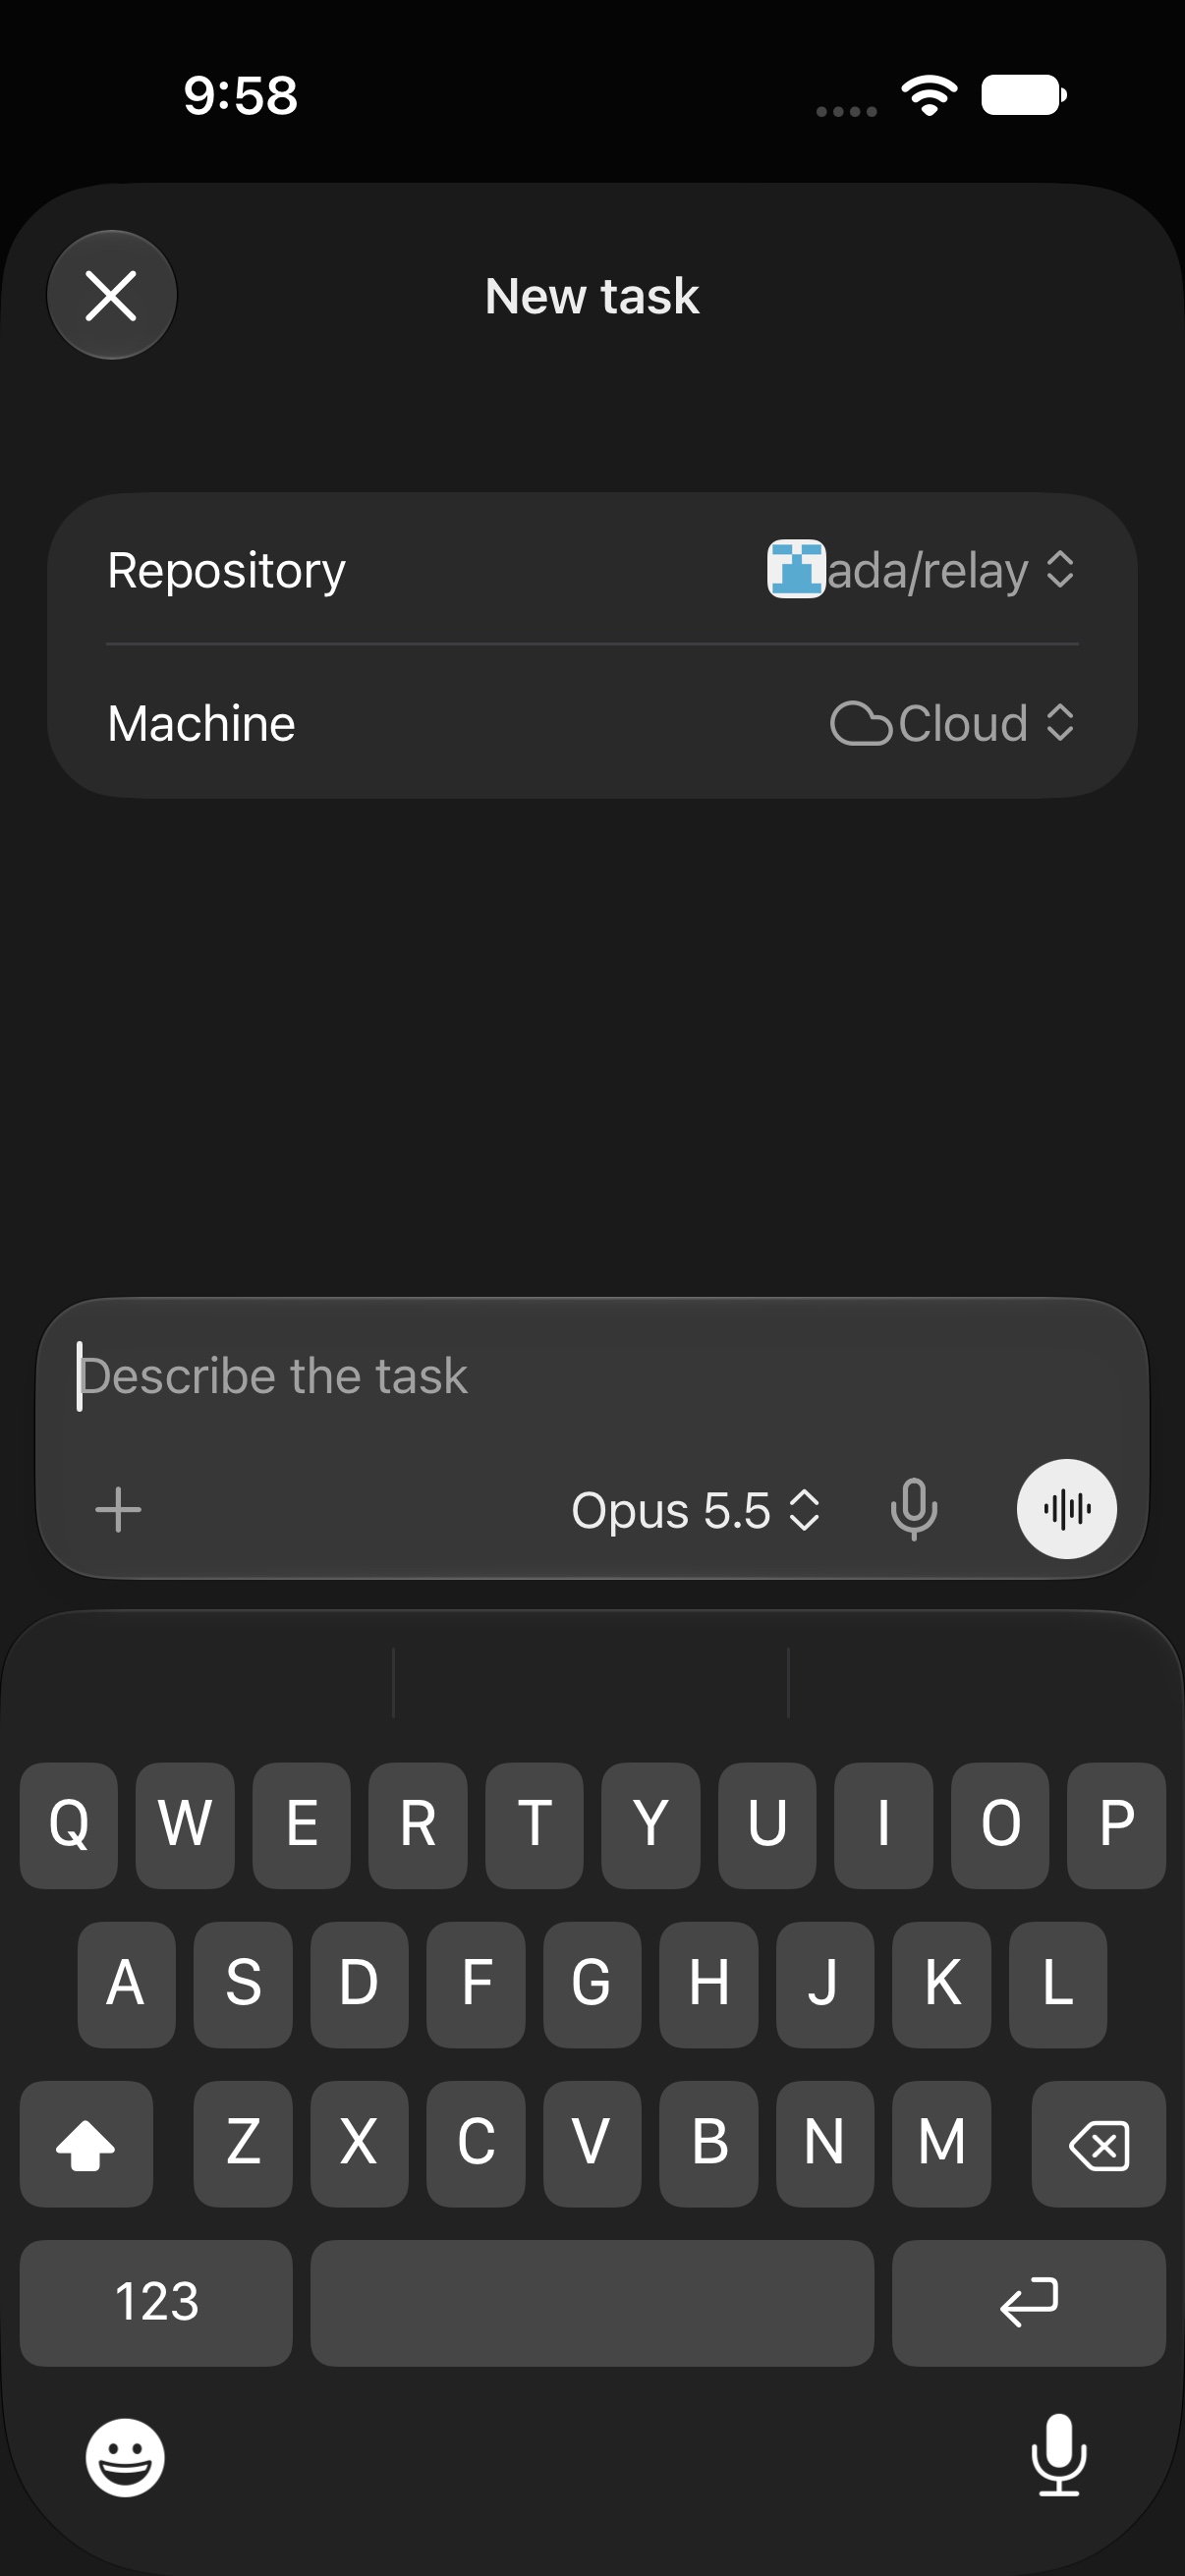 9:58
New task
Repository
ada/relay
Machine
Cloud
Describe the task
Opus 5.5
Q W E R T Y U I O P
A S D F G H J K L
Z X C V B N M
123